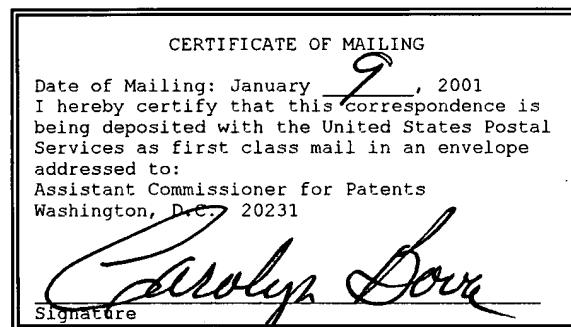 CERTIFICATE OF MAILING
Date of Mailing: January 9, 2001
I hereby certify that this correspondence is
being deposited with the United States Postal
Services as first class mail in an envelope
addressed to:
Assistant Commissioner for Patents
Washington, D.C. 20231
Carolyn
Signature